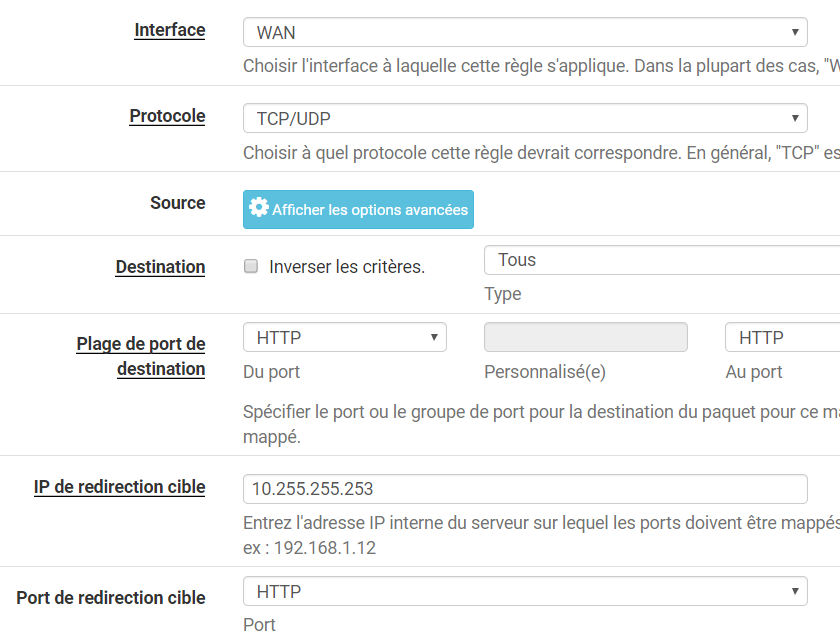 Interface
WAN
Choisir l'interface à laquelle cette règle s'applique. Dans la plupart des cas, "W
Protocole
TCP/UDP
Choisir à quel protocole cette règle devrait correspondre. En général, "TCP" es
Source
Afficher les options avancées
Destination
Inverser les critères.
Tous
Type
Plage de port de
destination
HTTP
HTTP
Du port
Personnalisé(e)
Au port
Spécifier le port ou le groupe de port pour la destination du paquet pour ce ma
mappé.
IP de redirection cible
10.255.255.253
Entrez l'adresse IP interne du serveur sur lequel les ports doivent être mappés
ex : 192.168.1.12
Port de redirection cible
HTTP
Port